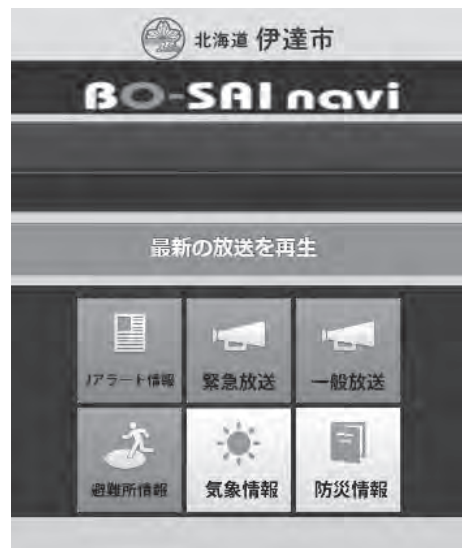 北海道 伊達市
BO-SAI navi
最新の放送を再生
Jアラート情報 緊急放送 一般放送
避難所情報 気象情報 防災情報